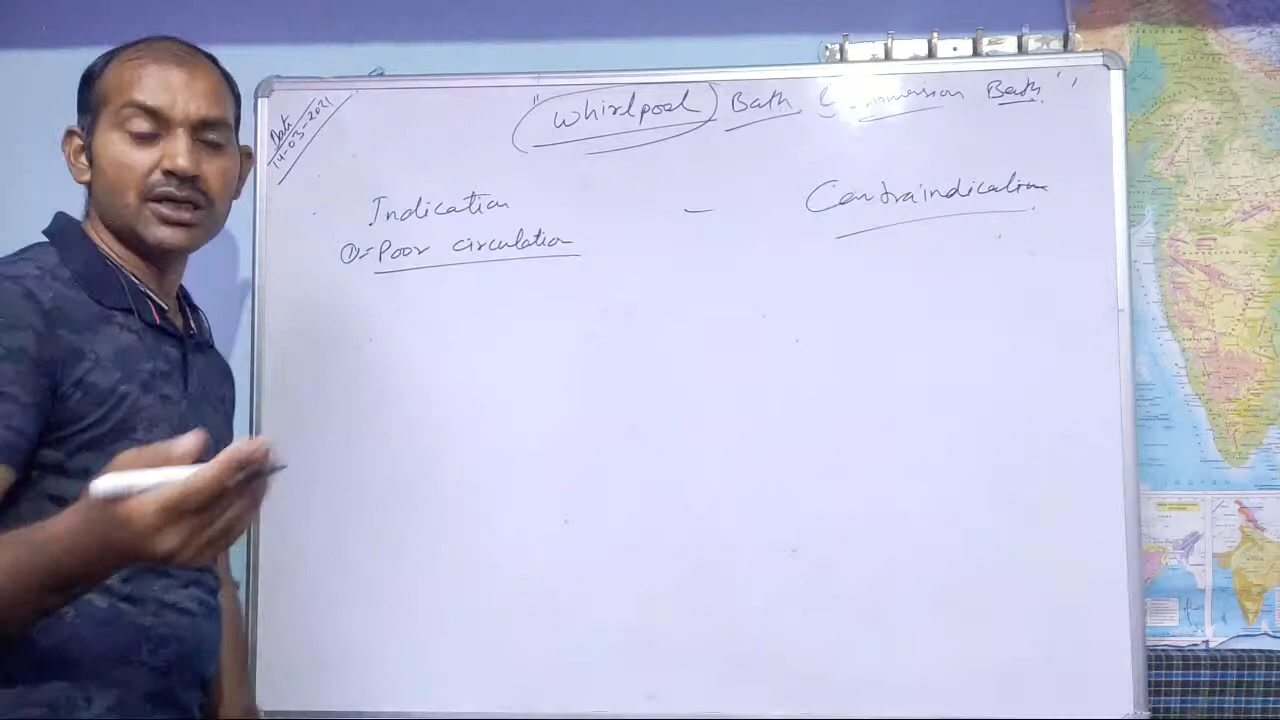 Date
14-03-2021
"Whirlpool Bath & Immersion Bath"
Indication - Contraindication
①= Poor circulation